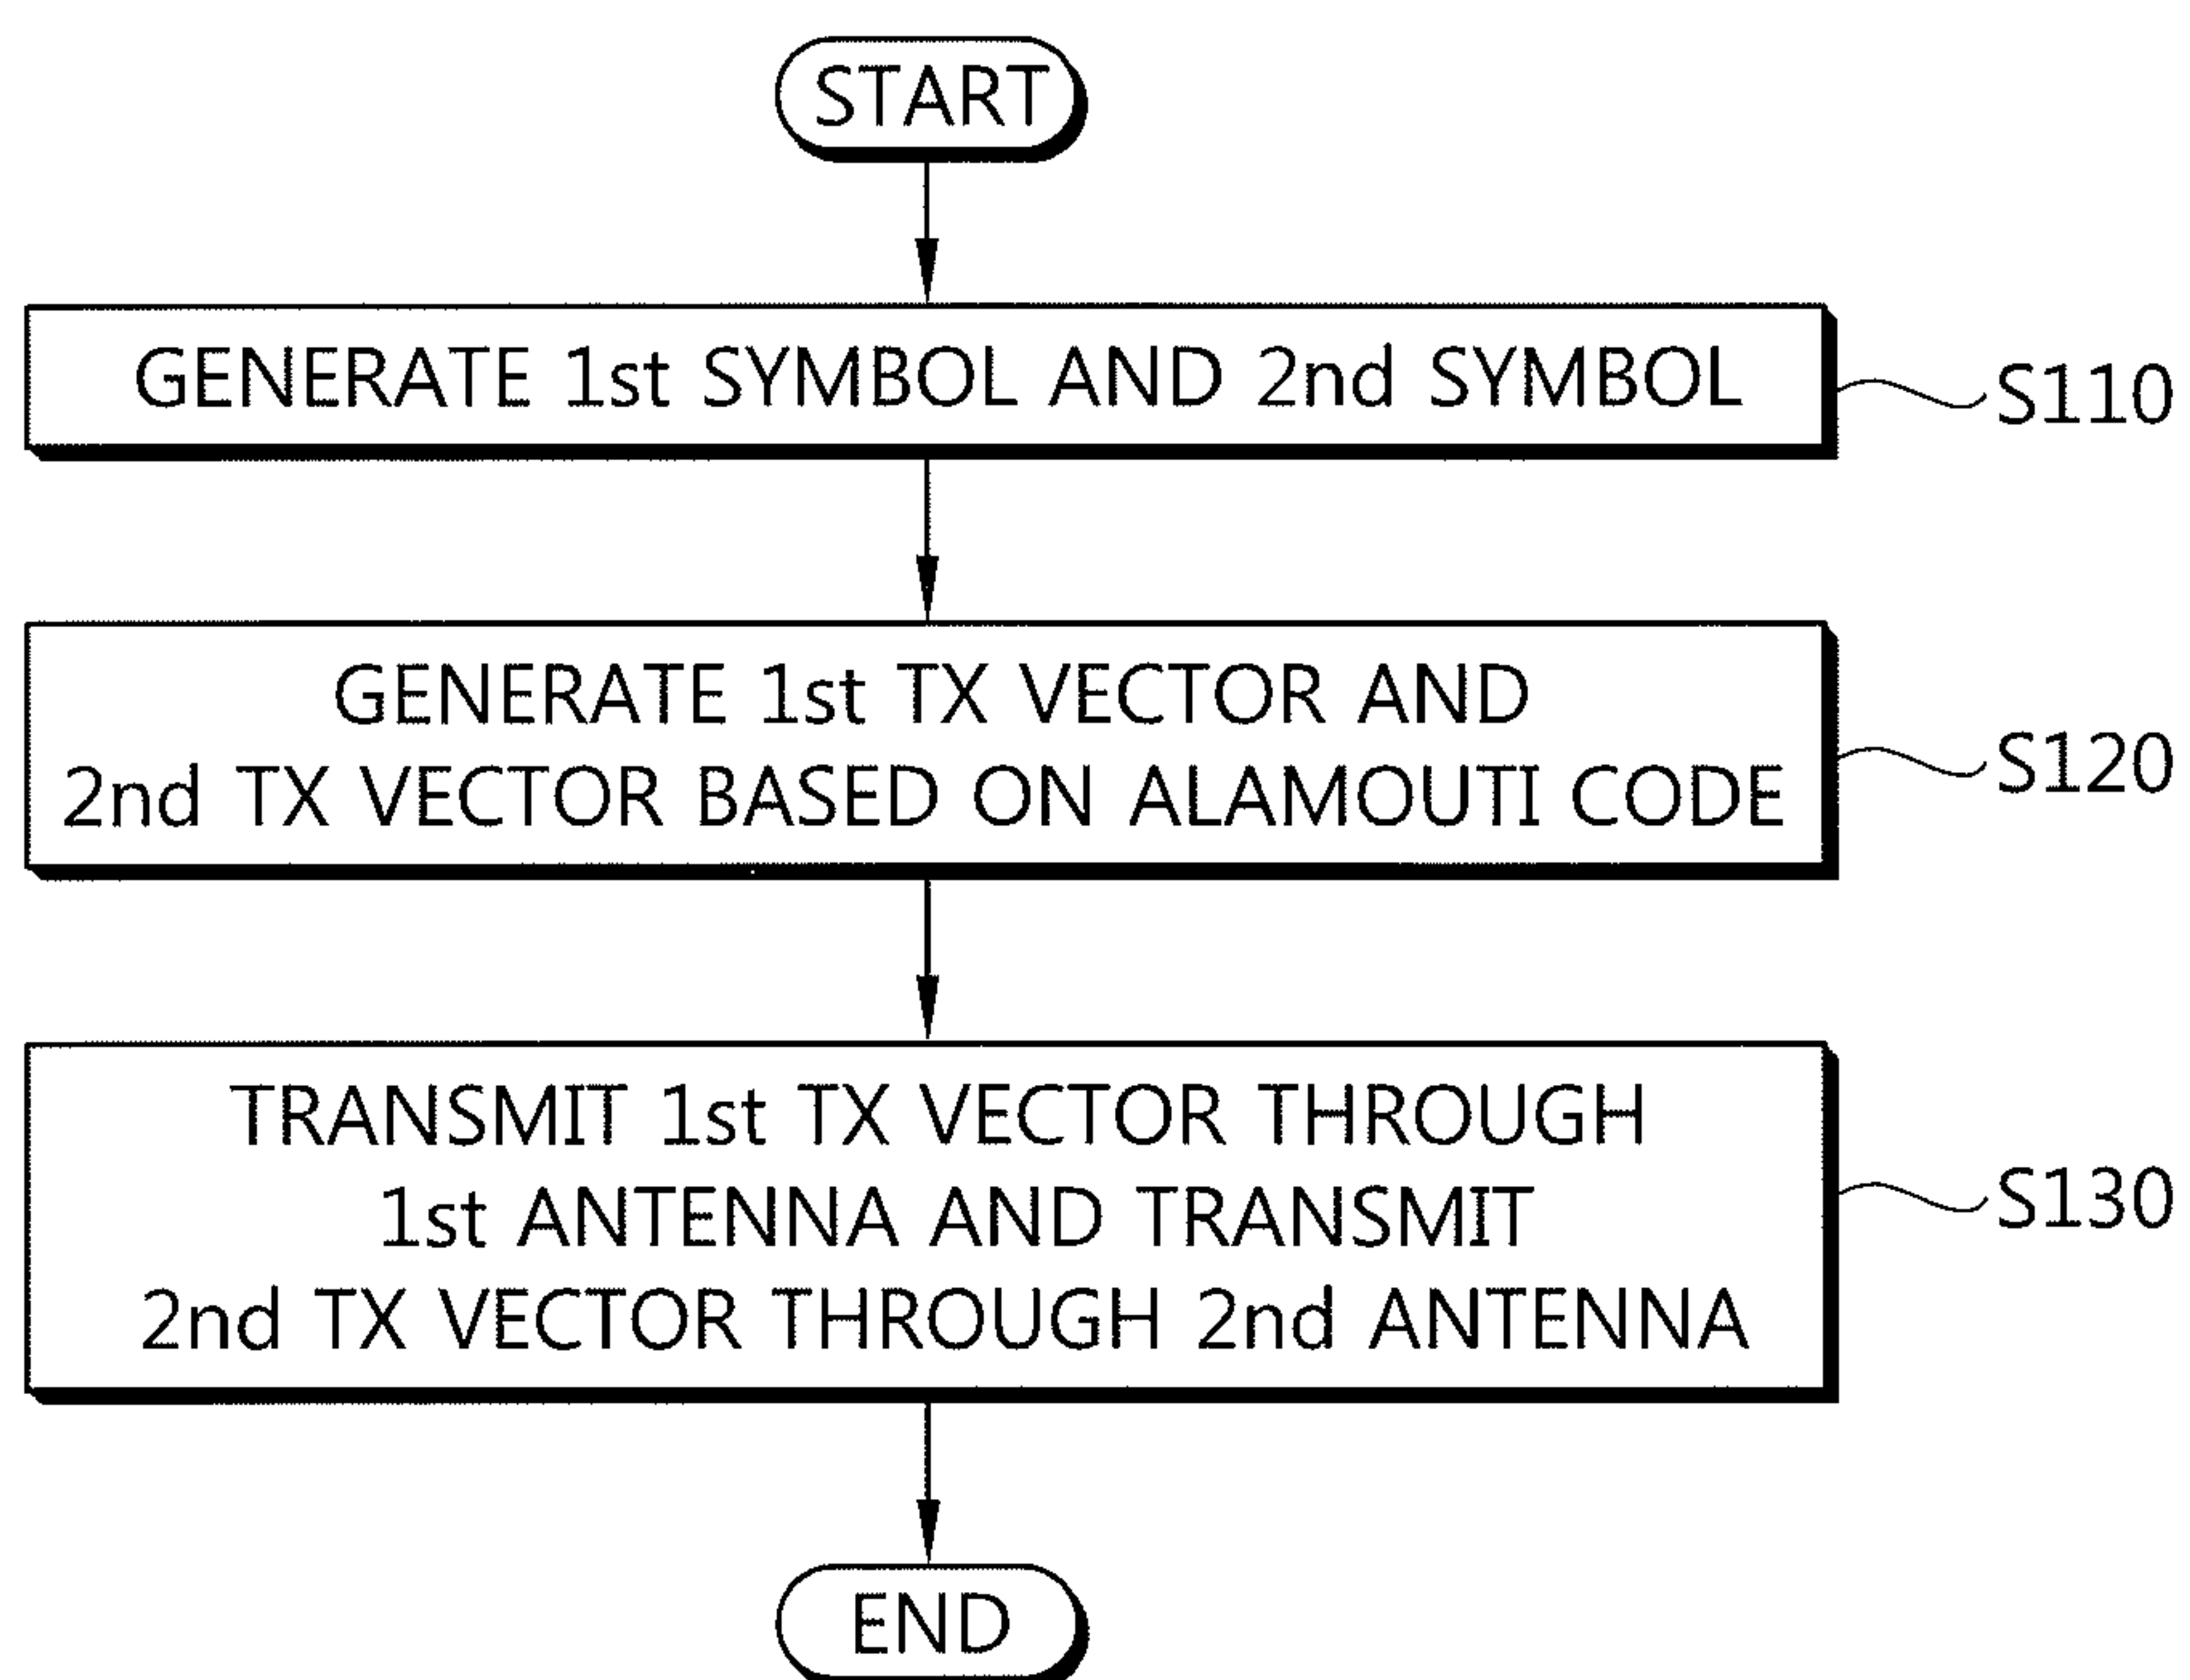 START
GENERATE 1st SYMBOL AND 2nd SYMBOL
S110
GENERATE 1st TX VECTOR AND
2nd TX VECTOR BASED ON ALAMOUTI CODE
S120
TRANSMIT 1st TX VECTOR THROUGH
1st ANTENNA AND TRANSMIT
2nd TX VECTOR THROUGH 2nd ANTENNA
S130
END